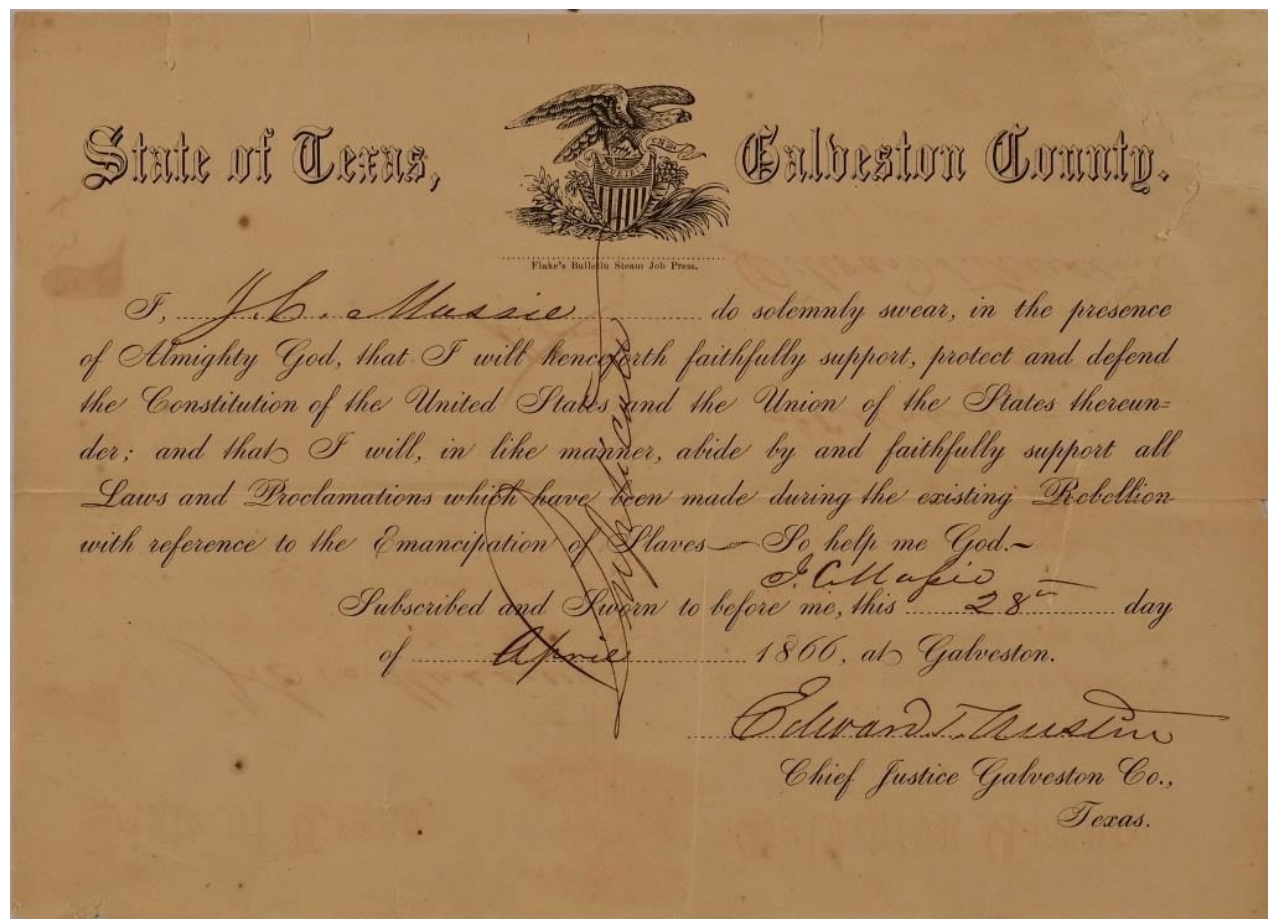 State of Texas, Galveston County.
Flake's Bulletin Steam Job Press.
I, J. C. Massie do solemnly swear, in the presence
of Almighty God, that I will henceforth faithfully support, protect and defend
the Constitution of the United States and the Union of the States thereun=
der; and that I will, in like manner, abide by and faithfully support all
Laws and Proclamations which have been made during the existing Rebellion
with reference to the Emancipation of Slaves— So help me God.~
J. C. Massie
Subscribed and Sworn to before me, this 28th day
of April 1866, at Galveston.
Edward T. Austin
Chief Justice Galveston Co.,
Texas.
Duplicate